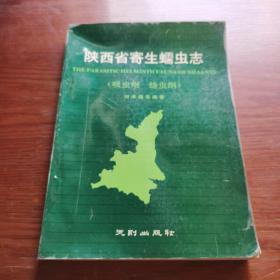 陕西省寄生蠕虫志
THE PARASITIC HELMINTH FAUNA OF SHAANXI
(吸虫纲 绦虫纲)
天则出版社